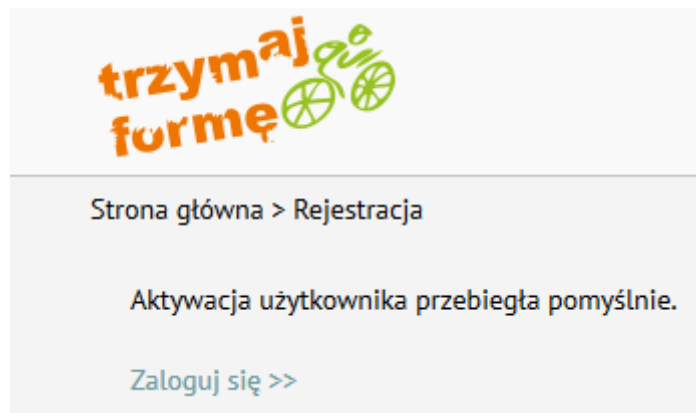 trzymaj
formę
Strona główna > Rejestracja
Aktywacja użytkownika przebiegła pomyślnie.
Zaloguj się >>